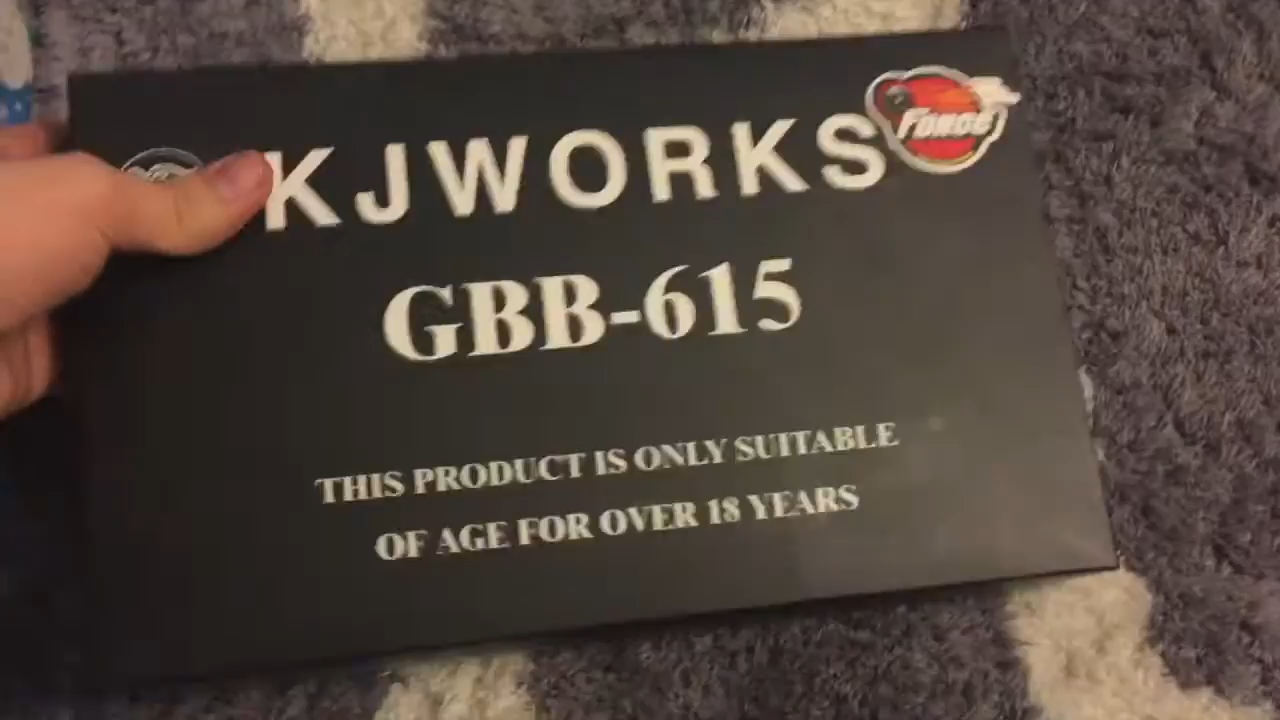 KJWORKS
FORCE
GBB-615
THIS PRODUCT IS ONLY SUITABLE
OF AGE FOR OVER 18 YEARS